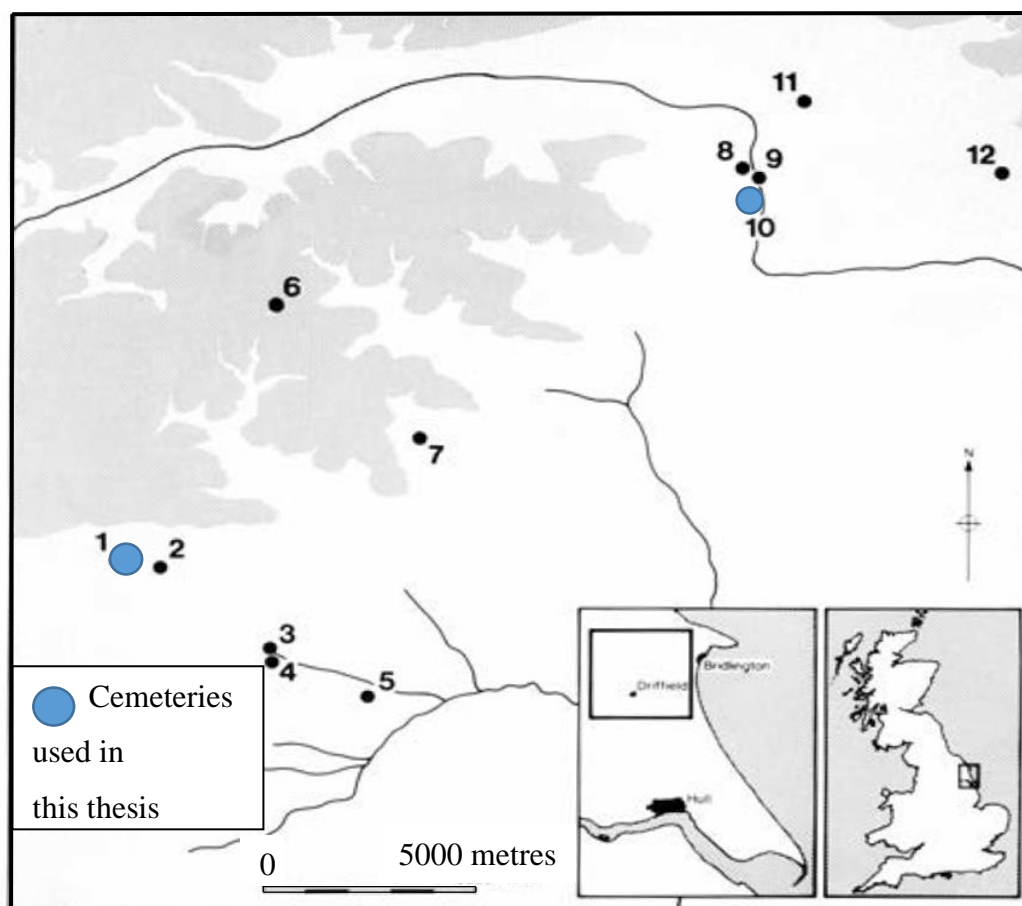 11
8
9
12
10
6
7
N
1
2
3
4
5
Cemeteries
used in
this thesis
0 5000 metres
Bridlington
Driffield
Hull